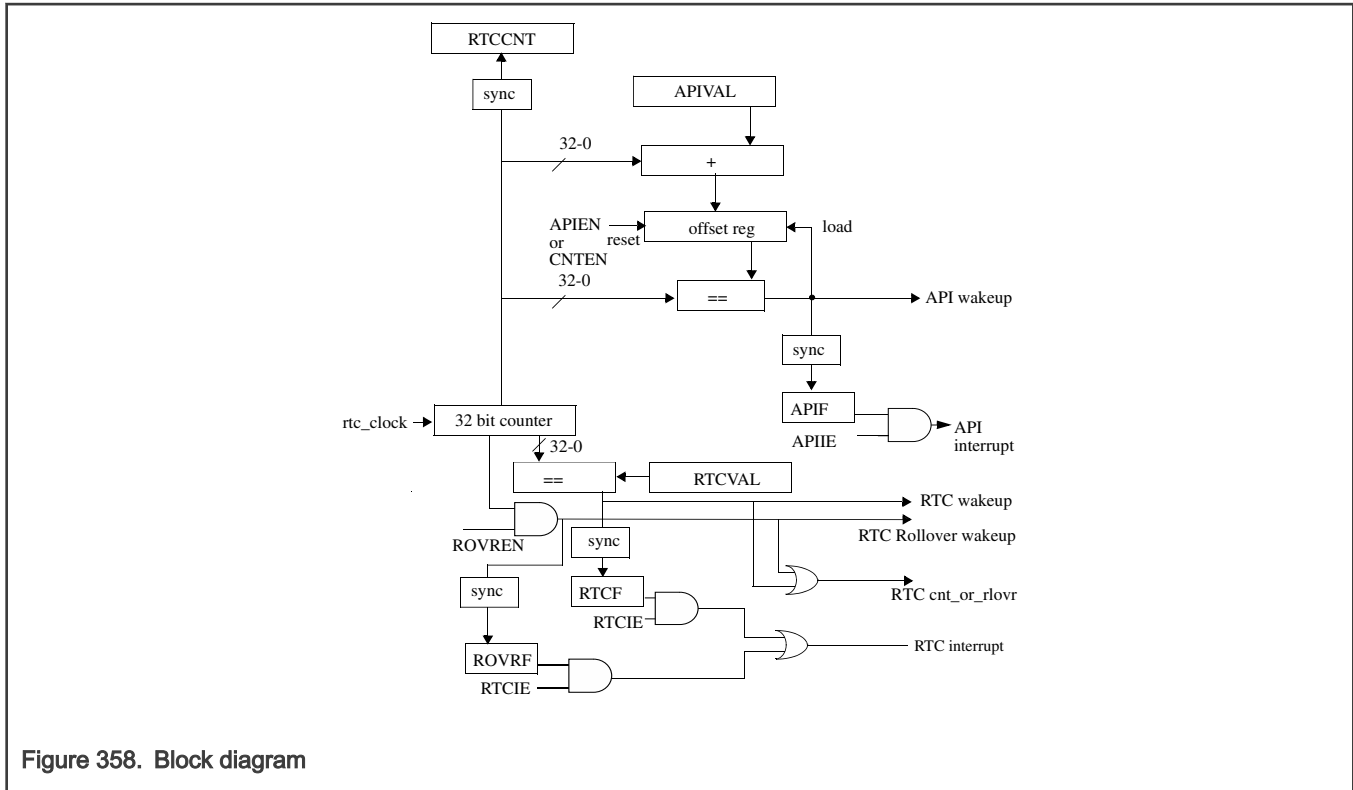 RTCCNT
sync
APIVAL
32-0
+
APIEN
or
CNTEN
reset
offset reg
load
32-0
==
API wakeup
sync
rtc_clock
32 bit counter
APIF
APIIE
API
interrupt
32-0
==
RTCVAL
RTC wakeup
ROVREN
RTC Rollover wakeup
sync
sync
RTCF
RTCIE
RTC cnt_or_rlovr
ROVRF
RTCIE
RTC interrupt
Figure 358. Block diagram